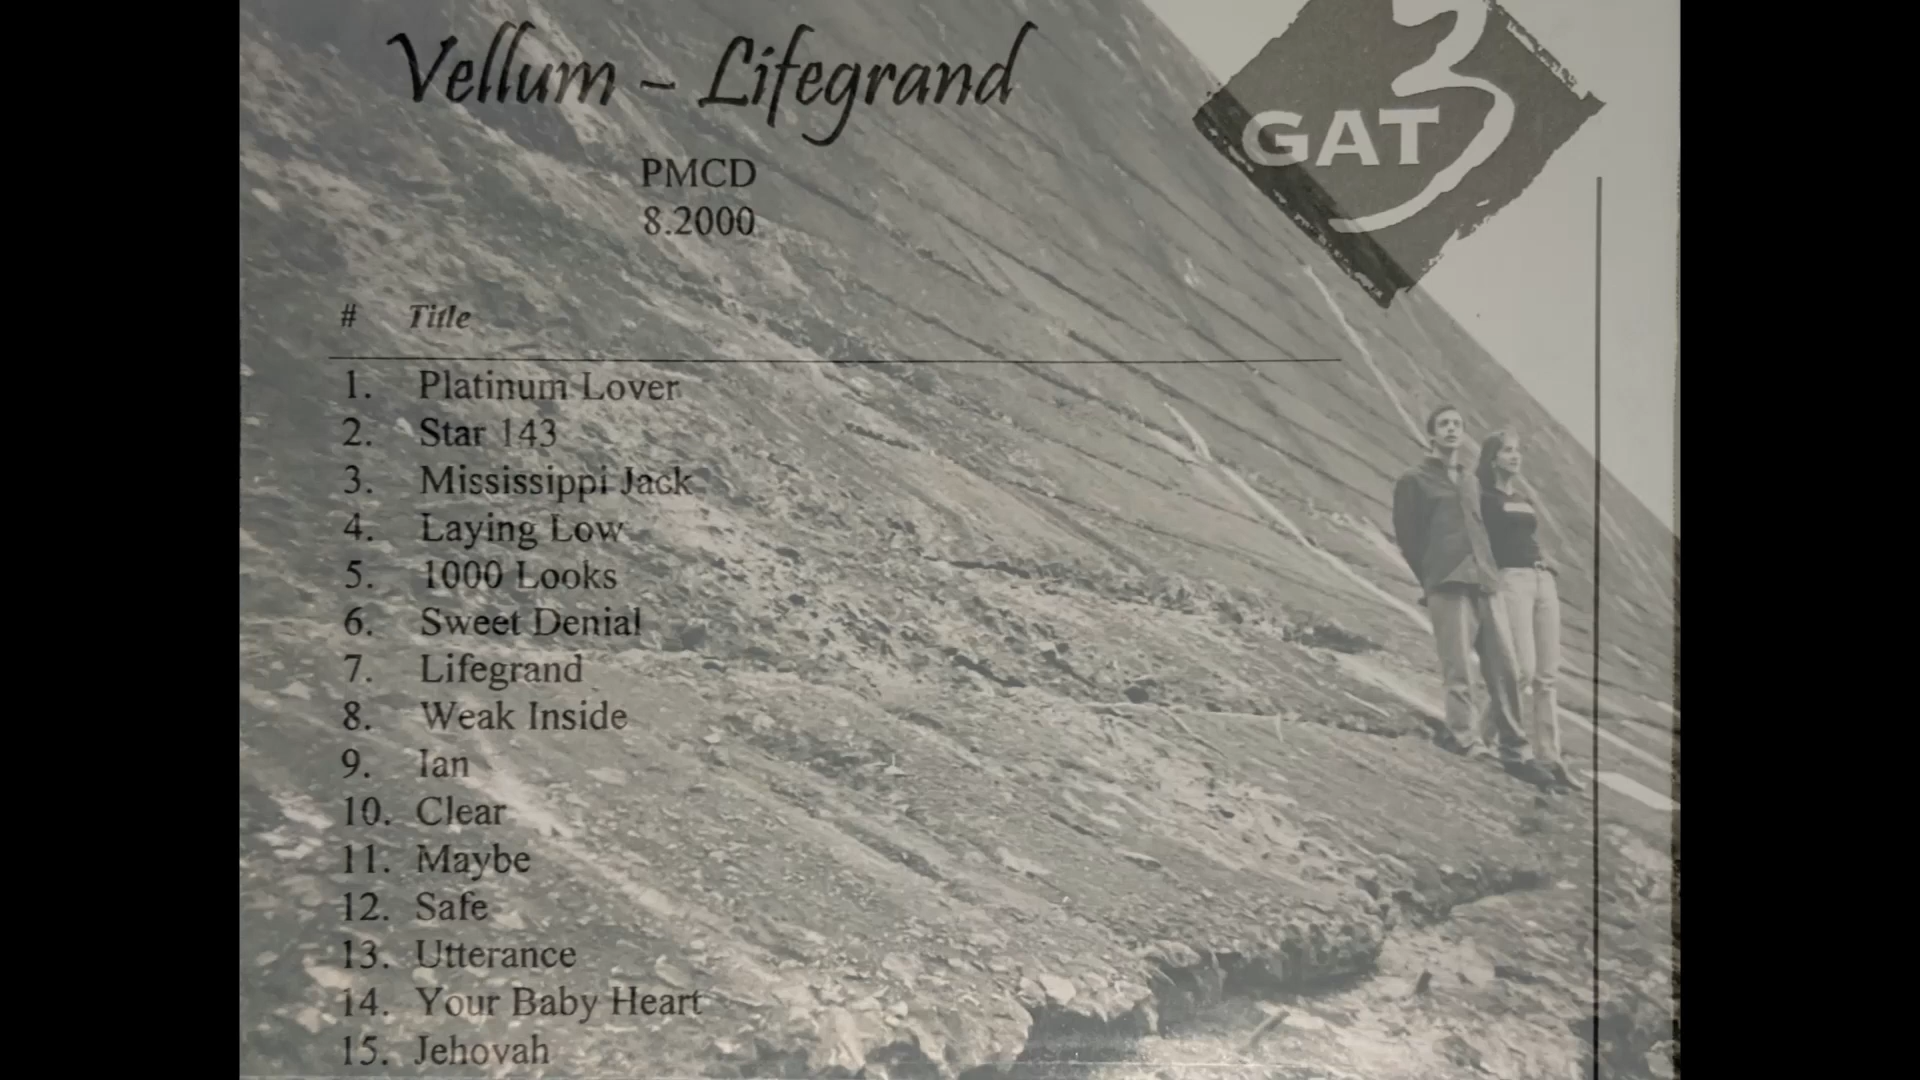 Vellum – Lifegrand
GAT 3
PMCD
8.2000
# Title
1. Platinum Lover
2. Star 143
3. Mississippi Jack
4. Laying Low
5. 1000 Looks
6. Sweet Denial
7. Lifegrand
8. Weak Inside
9. Ian
10. Clear
11. Maybe
12. Safe
13. Utterance
14. Your Baby Heart
15. Jehovah